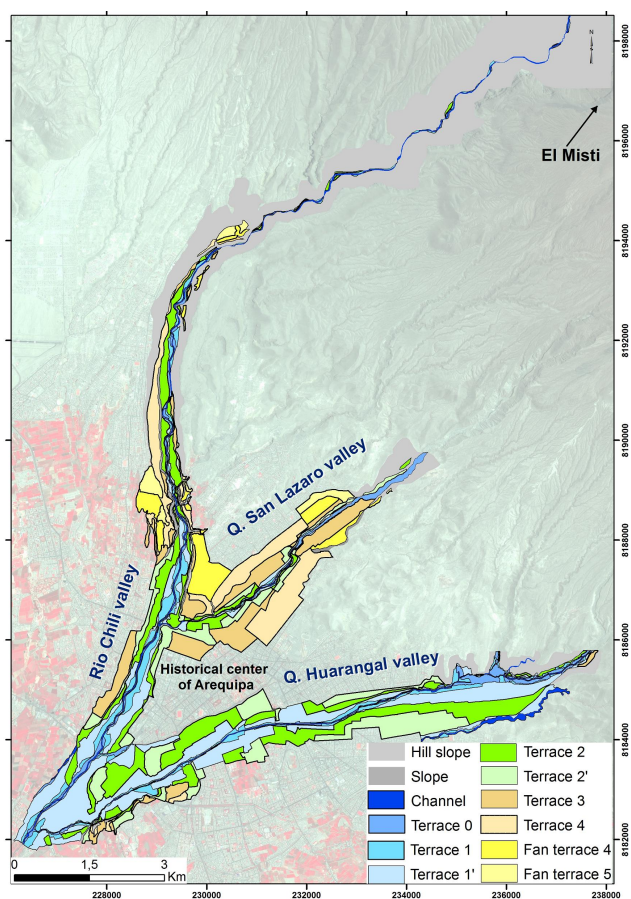 8198000
N
El Misti
8196000
8194000
8192000
8190000
Q. San Lazaro valley
8188000
Rio Chili valley
8186000
Historical center
of Arequipa
Q. Huarangal valley
8184000
Hill slope
Slope
Channel
Terrace 0
Terrace 1
Terrace 1'
Terrace 2
Terrace 2'
Terrace 3
Terrace 4
Fan terrace 4
Fan terrace 5
8182000
0 1,5 3
Km
228000 230000 232000 234000 236000 238000